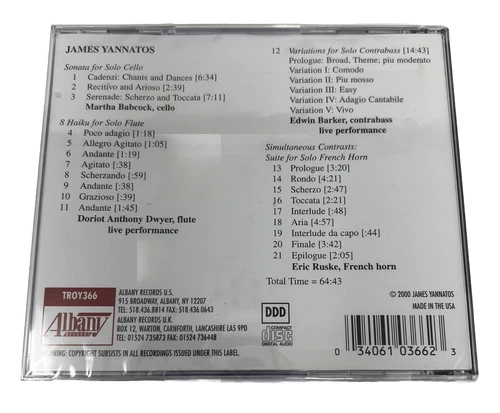 JAMES YANNATOS
Sonata for Solo Cello
1 Cadenzi: Chants and Dances [6:34]
2 Recitivo and Arioso [2:39]
3 Serenade: Scherzo and Toccata [7:11]
Martha Babcock, cello
8 Haiku for Solo Flute
4 Poco adagio [1:18]
5 Allegro Agitato [1:05]
6 Andante [1:19]
7 Agitato [:38]
8 Scherzando [:59]
9 Andante [:38]
10 Grazioso [:39]
11 Andante [1:45]
Doriot Anthony Dwyer, flute
live performance
12 Variations for Solo Contrabass [14:43]
Prologue: Broad, Theme; piu moderato
Variation I: Comodo
Variation II: Piu mosso
Variation III: Easy
Variation IV: Adagio Cantabile
Variation V: Vivo
Edwin Barker, contrabass
live performance
Simultaneous Contrasts:
Suite for Solo French Horn
13 Prologue [3:20]
14 Rondo [4:21]
15 Scherzo [2:47]
16 Toccata [2:21]
17 Interlude [:48]
18 Aria [4:57]
19 Interlude da capo [:44]
20 Finale [3:42]
21 Epilogue [2:05]
Eric Ruske, French horn
Total Time = 64:43
TROY366
Albany
RECORDS
ALBANY RECORDS U.S.
915 BROADWAY, ALBANY, NY 12207
TEL: 518.436.8814 FAX: 518.436.0643
ALBANY RECORDS U.K.
BOX 12, WARTON, CARNFORTH, LANCASHIRE LA5 9PD
TEL: 01524 735873 FAX: 01524 736448
WARNING: COPYRIGHT SUBSISTS IN ALL RECORDINGS ISSUED UNDER THIS LABEL.
DDD
COMPACT
disc
DIGITAL AUDIO
© 2000 JAMES YANNATOS
MADE IN THE USA
0 34061 03662 3